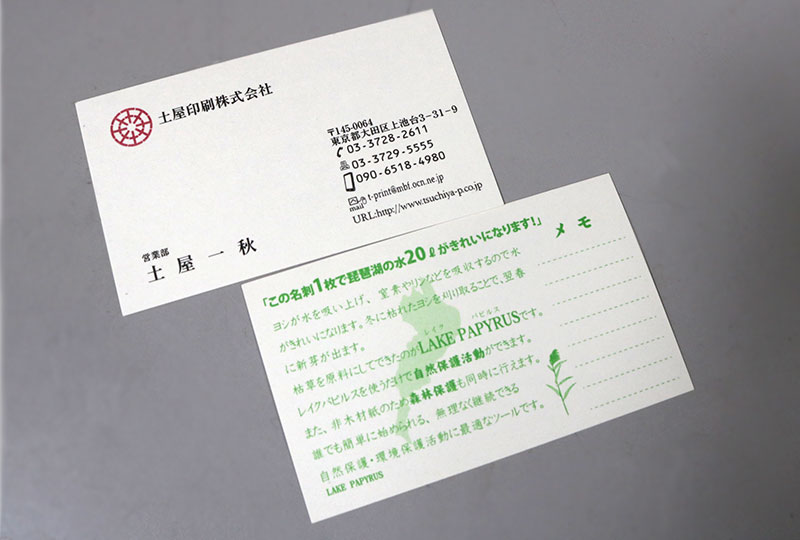 土屋印刷株式会社
〒145-0064
東京都大田区上池台3-31-9
03-3728-2611
03-3729-5555
090-6518-4980
mail t-print@mbf.ocn.ne.jp
URL:http://www.tsuchiya-p.co.jp
営業部
土屋 一秋
「この名刺1枚で琵琶湖の水20ℓがきれいになります!」
ヨシが水を吸い上げ、窒素やリンなどを吸収するので水
がきれいになります。冬に枯れたヨシを刈り取ることで、翌春
に新芽が出ます。
レイク パピルス
枯草を原料にしてできたのがLAKE PAPYRUSです。
レイクパピルスを使うだけで自然保護活動ができます。
また、非木材紙のため森林保護も同時に行えます。
誰でも簡単に始められる、無理なく継続できる
自然保護・環境保護活動に最適なツールです。
LAKE PAPYRUS
メモ